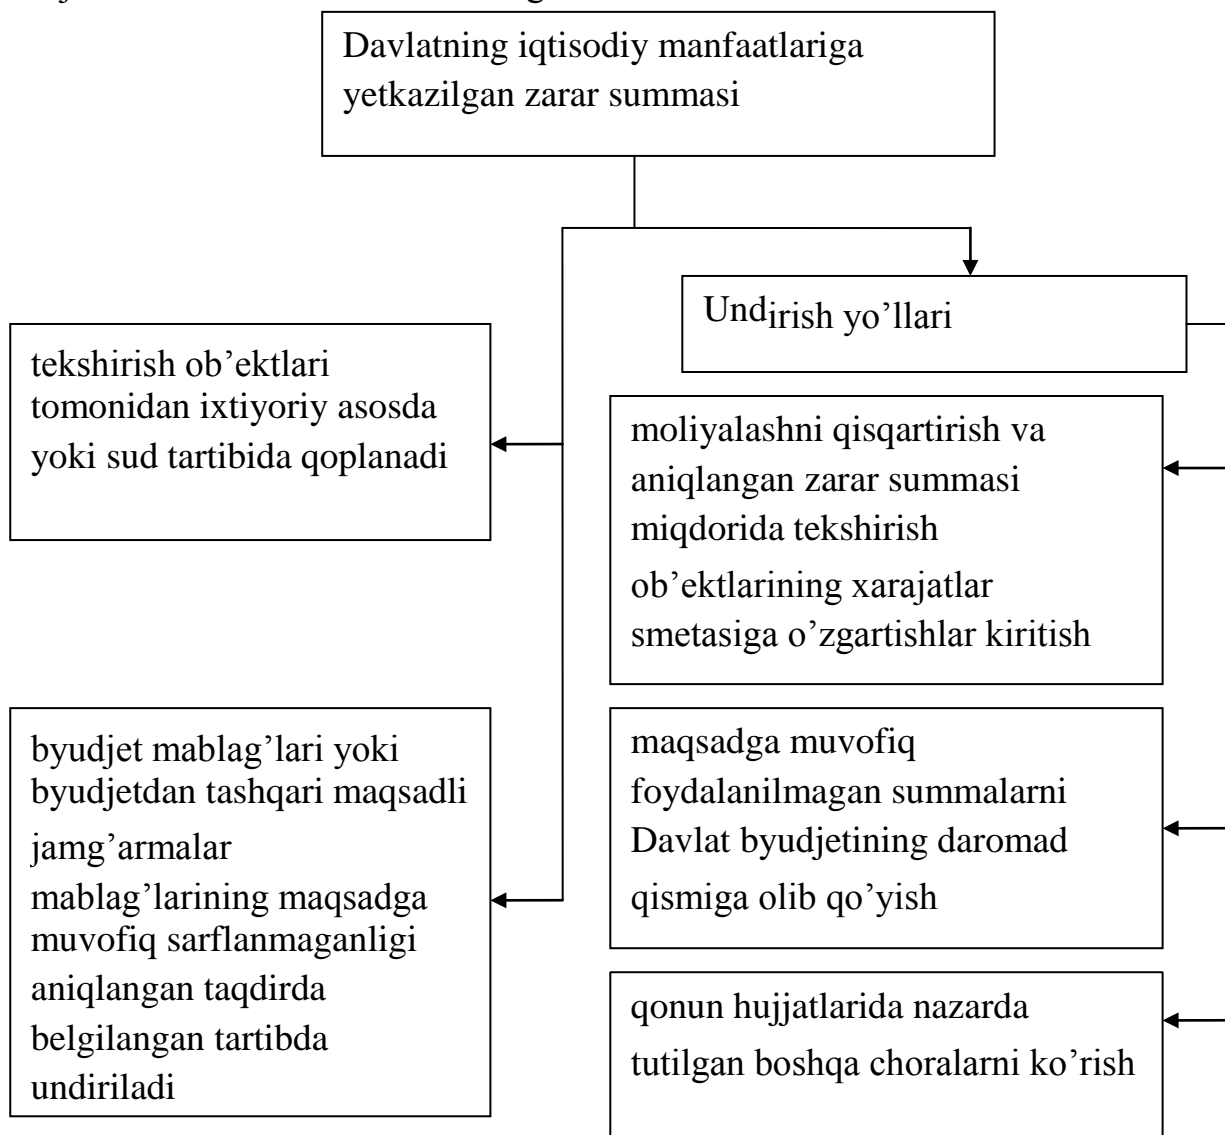 Davlatning iqtisodiy manfaatlariga
yetkazilgan zarar summasi
Undirish yo’llari
tekshirish ob’ektlari
tomonidan ixtiyoriy asosda
yoki sud tartibida qoplanadi
moliyalashni qisqartirish va
aniqlangan zarar summasi
miqdorida tekshirish
ob’ektlarining xarajatlar
smetasiga o’zgartishlar kiritish
byudjet mablag’lari yoki
byudjetdan tashqari maqsadli
jamg’armalar
mablag’larining maqsadga
muvofiq sarflanmaganligi
aniqlangan taqdirda
belgilangan tartibda
undiriladi
maqsadga muvofiq
foydalanilmagan summalarni
Davlat byudjetining daromad
qismiga olib qo’yish
qonun hujjatlarida nazarda
tutilgan boshqa choralarni ko’rish